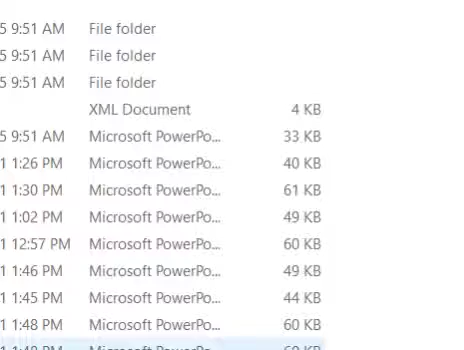 5 9:51 AM File folder
5 9:51 AM File folder
5 9:51 AM File folder
XML Document 4 KB
5 9:51 AM Microsoft PowerPo... 33 KB
1 1:26 PM Microsoft PowerPo... 40 KB
1 1:30 PM Microsoft PowerPo... 61 KB
1 1:02 PM Microsoft PowerPo... 49 KB
1 12:57 PM Microsoft PowerPo... 60 KB
1 1:46 PM Microsoft PowerPo... 49 KB
1 1:45 PM Microsoft PowerPo... 44 KB
1 1:48 PM Microsoft PowerPo... 60 KB
Microsoft PowerPo... KB